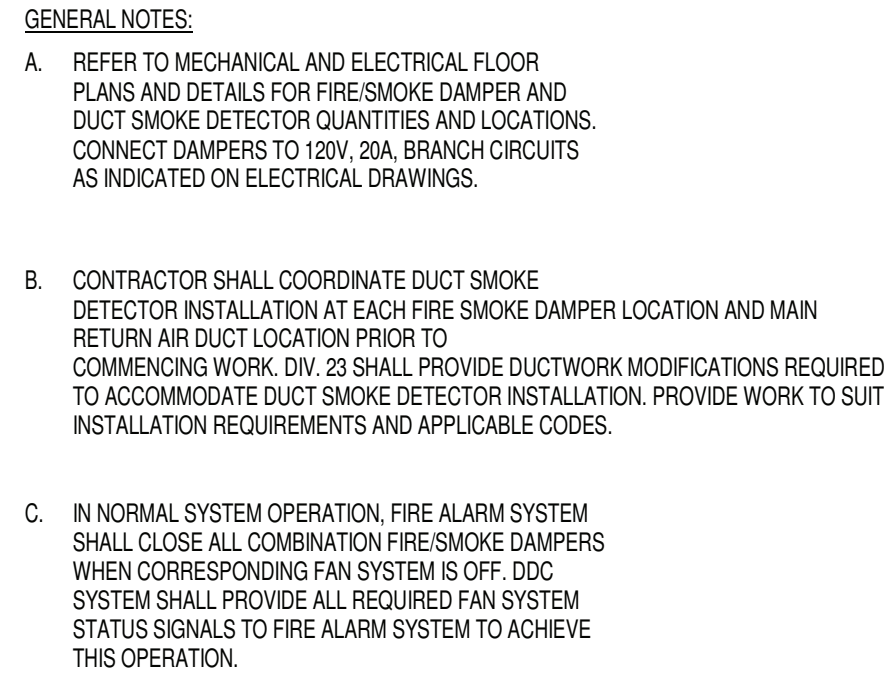 GENERAL NOTES:
A. REFER TO MECHANICAL AND ELECTRICAL FLOOR
PLANS AND DETAILS FOR FIRE/SMOKE DAMPER AND
DUCT SMOKE DETECTOR QUANTITIES AND LOCATIONS.
CONNECT DAMPERS TO 120V, 20A, BRANCH CIRCUITS
AS INDICATED ON ELECTRICAL DRAWINGS.
B. CONTRACTOR SHALL COORDINATE DUCT SMOKE
DETECTOR INSTALLATION AT EACH FIRE SMOKE DAMPER LOCATION AND MAIN
RETURN AIR DUCT LOCATION PRIOR TO
COMMENCING WORK. DIV. 23 SHALL PROVIDE DUCTWORK MODIFICATIONS REQUIRED
TO ACCOMMODATE DUCT SMOKE DETECTOR INSTALLATION. PROVIDE WORK TO SUIT
INSTALLATION REQUIREMENTS AND APPLICABLE CODES.
C. IN NORMAL SYSTEM OPERATION, FIRE ALARM SYSTEM
SHALL CLOSE ALL COMBINATION FIRE/SMOKE DAMPERS
WHEN CORRESPONDING FAN SYSTEM IS OFF. DDC
SYSTEM SHALL PROVIDE ALL REQUIRED FAN SYSTEM
STATUS SIGNALS TO FIRE ALARM SYSTEM TO ACHIEVE
THIS OPERATION.